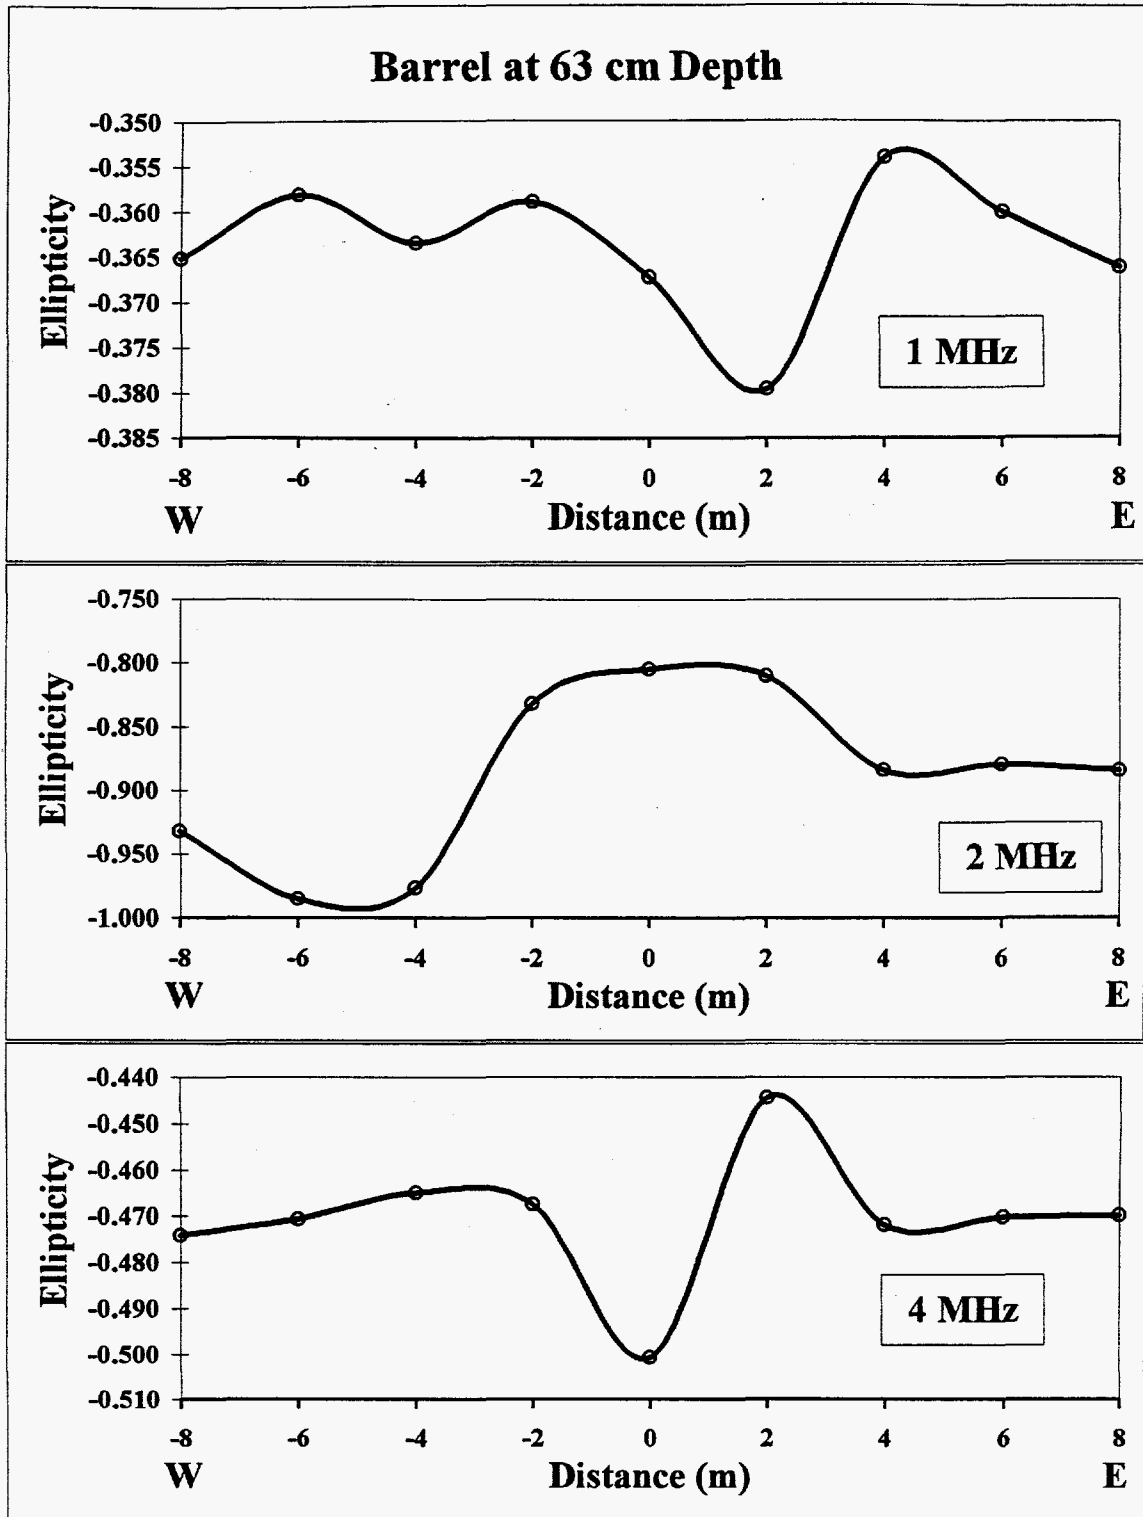 Barrel at 63 cm Depth
Ellipticity
-0.350
-0.355
-0.360
-0.365
-0.370
-0.375
-0.380
-0.385
1 MHz
-8 -6 -4 -2 0 2 4 6 8
W Distance (m) E
Ellipticity
-0.750
-0.800
-0.850
-0.900
-0.950
-1.000
2 MHz
-8 -6 -4 -2 0 2 4 6 8
W Distance (m) E
Ellipticity
-0.440
-0.450
-0.460
-0.470
-0.480
-0.490
-0.500
-0.510
4 MHz
-8 -6 -4 -2 0 2 4 6 8
W Distance (m) E